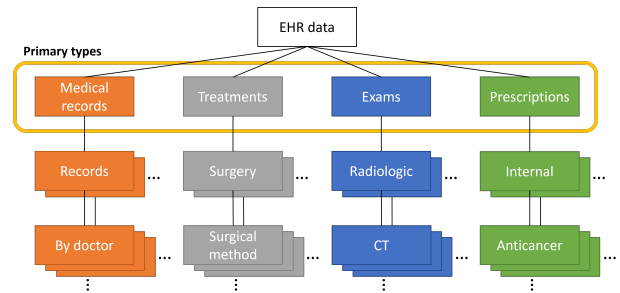 EHR data
Primary types
Medical
records
Treatments
Exams
Prescriptions
Records
...
Surgery
...
Radiologic
...
Internal
...
By doctor
...
Surgical
method
...
CT
...
Anticancer
...